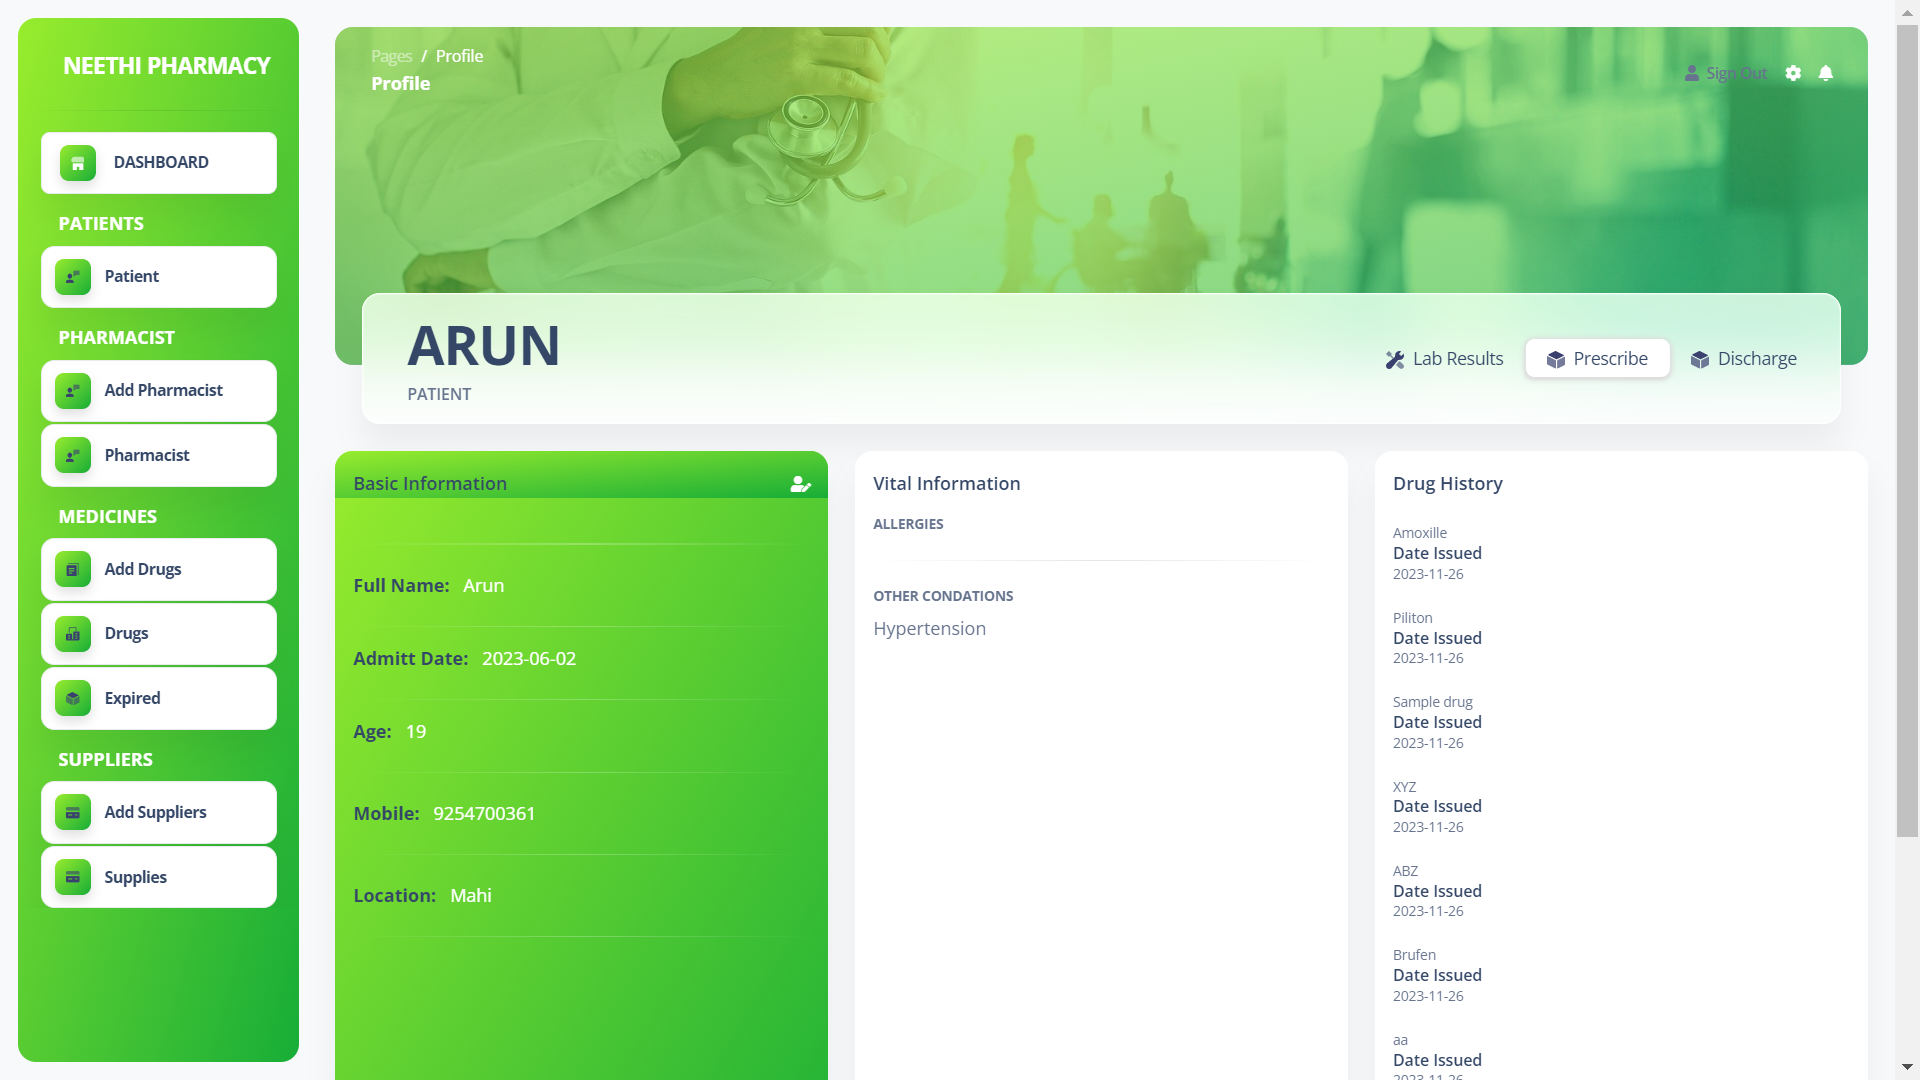 NEETHI PHARMACY
DASHBOARD
PATIENTS
Patient
PHARMACIST
Add Pharmacist
Pharmacist
MEDICINES
Add Drugs
Drugs
Expired
SUPPLIERS
Add Suppliers
Supplies
Pages / Profile
Profile
Sign Out
ARUN
PATIENT
Lab Results
Prescribe
Discharge
Basic Information
Full Name: Arun
Admitt Date: 2023-06-02
Age: 19
Mobile: 9254700361
Location: Mahi
Vital Information
ALLERGIES
OTHER CONDATIONS
Hypertension
Drug History
Amoxille
Date Issued
2023-11-26
Piliton
Date Issued
2023-11-26
Sample drug
Date Issued
2023-11-26
XYZ
Date Issued
2023-11-26
ABZ
Date Issued
2023-11-26
Brufen
Date Issued
2023-11-26
aa
Date Issued
2023-11-26